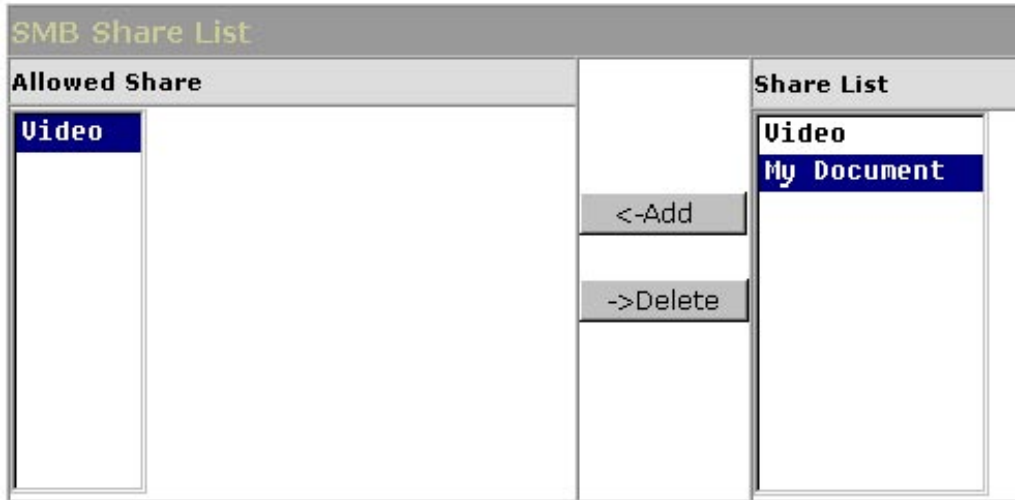 SMB Share List
Allowed Share
Share List
Video
Video
My Document
<-Add
->Delete